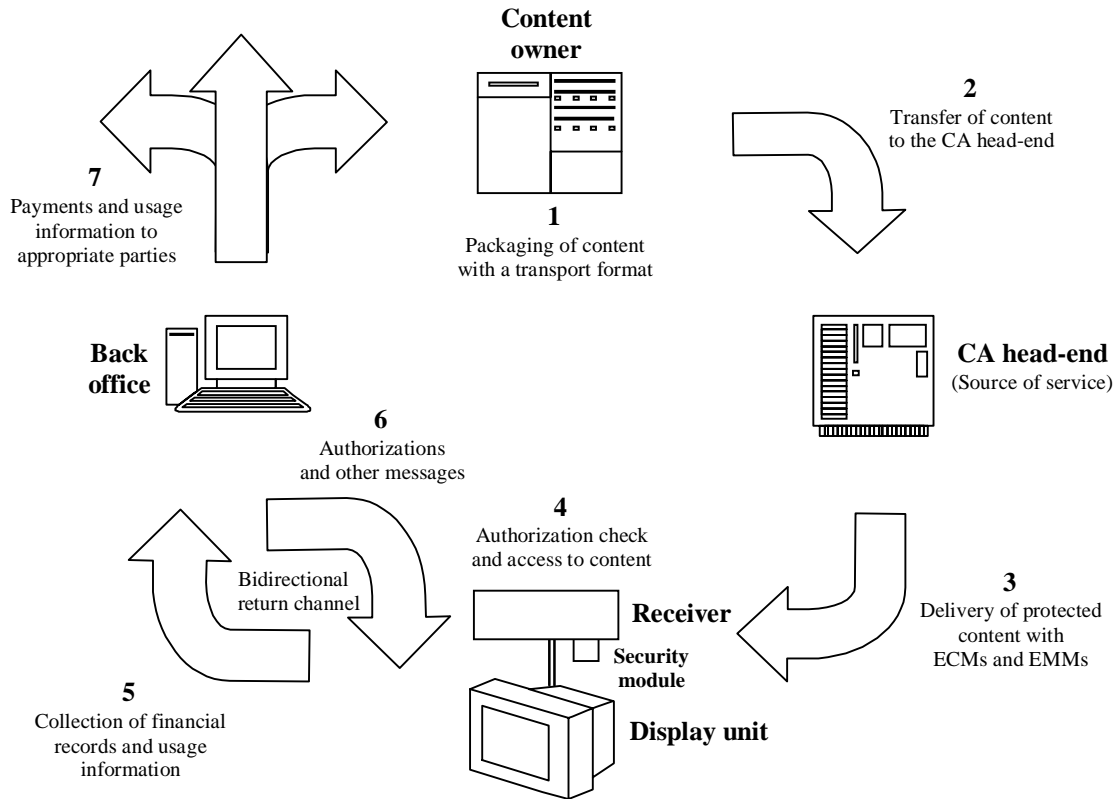 Content
owner
1
Packaging of content
with a transport format
2
Transfer of content
to the CA head-end
CA head-end
(Source of service)
3
Delivery of protected
content with
ECMs and EMMs
4
Authorization check
and access to content
Receiver
Security
module
Display unit
5
Collection of financial
records and usage
information
Bidirectional
return channel
6
Authorizations
and other messages
Back
office
7
Payments and usage
information to
appropriate parties